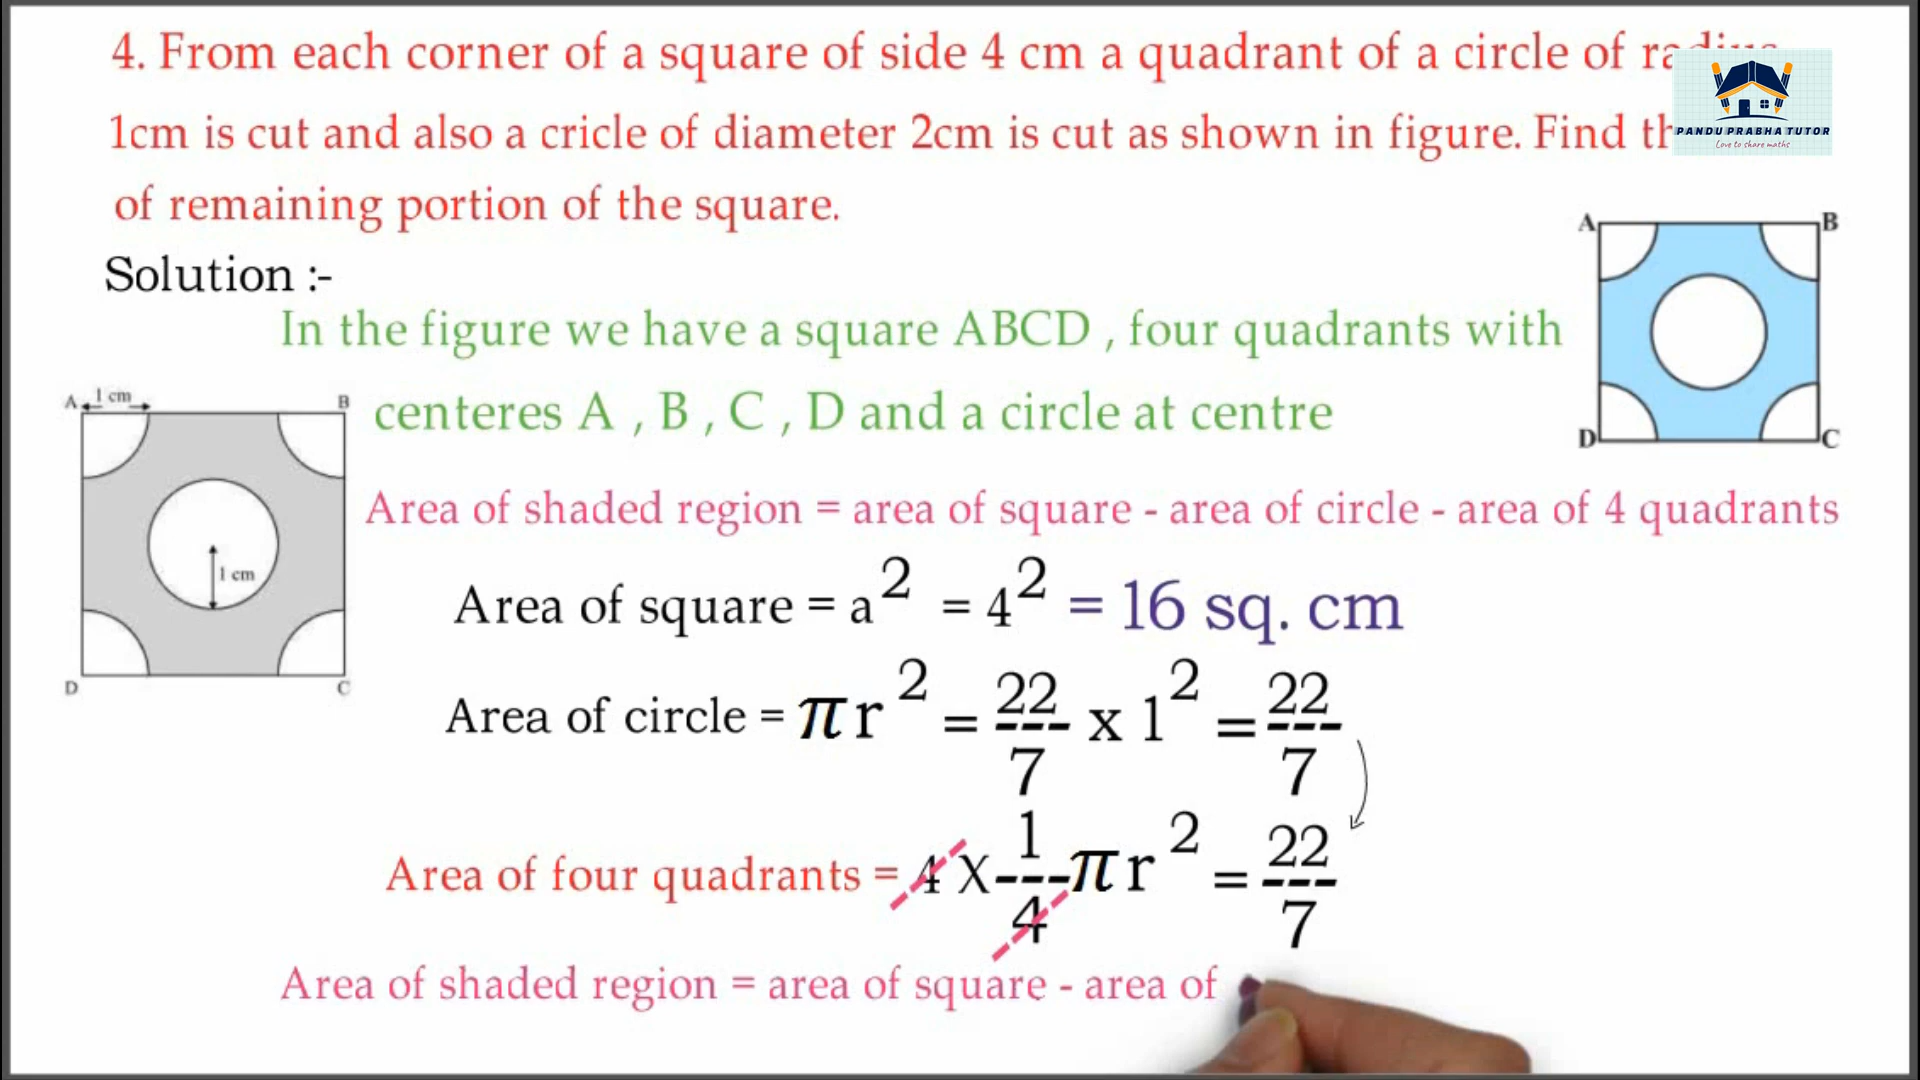 4. From each corner of a square of side 4 cm a quadrant of a circle of
1cm is cut and also a cricle of diameter 2cm is cut as shown in figure. Find
PANDU PRABHA TUTOR
Love to share maths
of remaining portion of the square.
Solution :-
In the figure we have a square ABCD , four quadrants with
centeres A , B , C , D and a circle at centre
A B
D C
A 1 cm B
1 cm
D C
Area of shaded region = area of square - area of circle - area of 4 quadrants
Area of square = a² = 4² = 16 sq. cm
Area of circle = πr² = 22/7 x 1² = 22/7
Area of four quadrants = 4 X 1/4 πr² = 22/7
Area of shaded region = area of square - area of